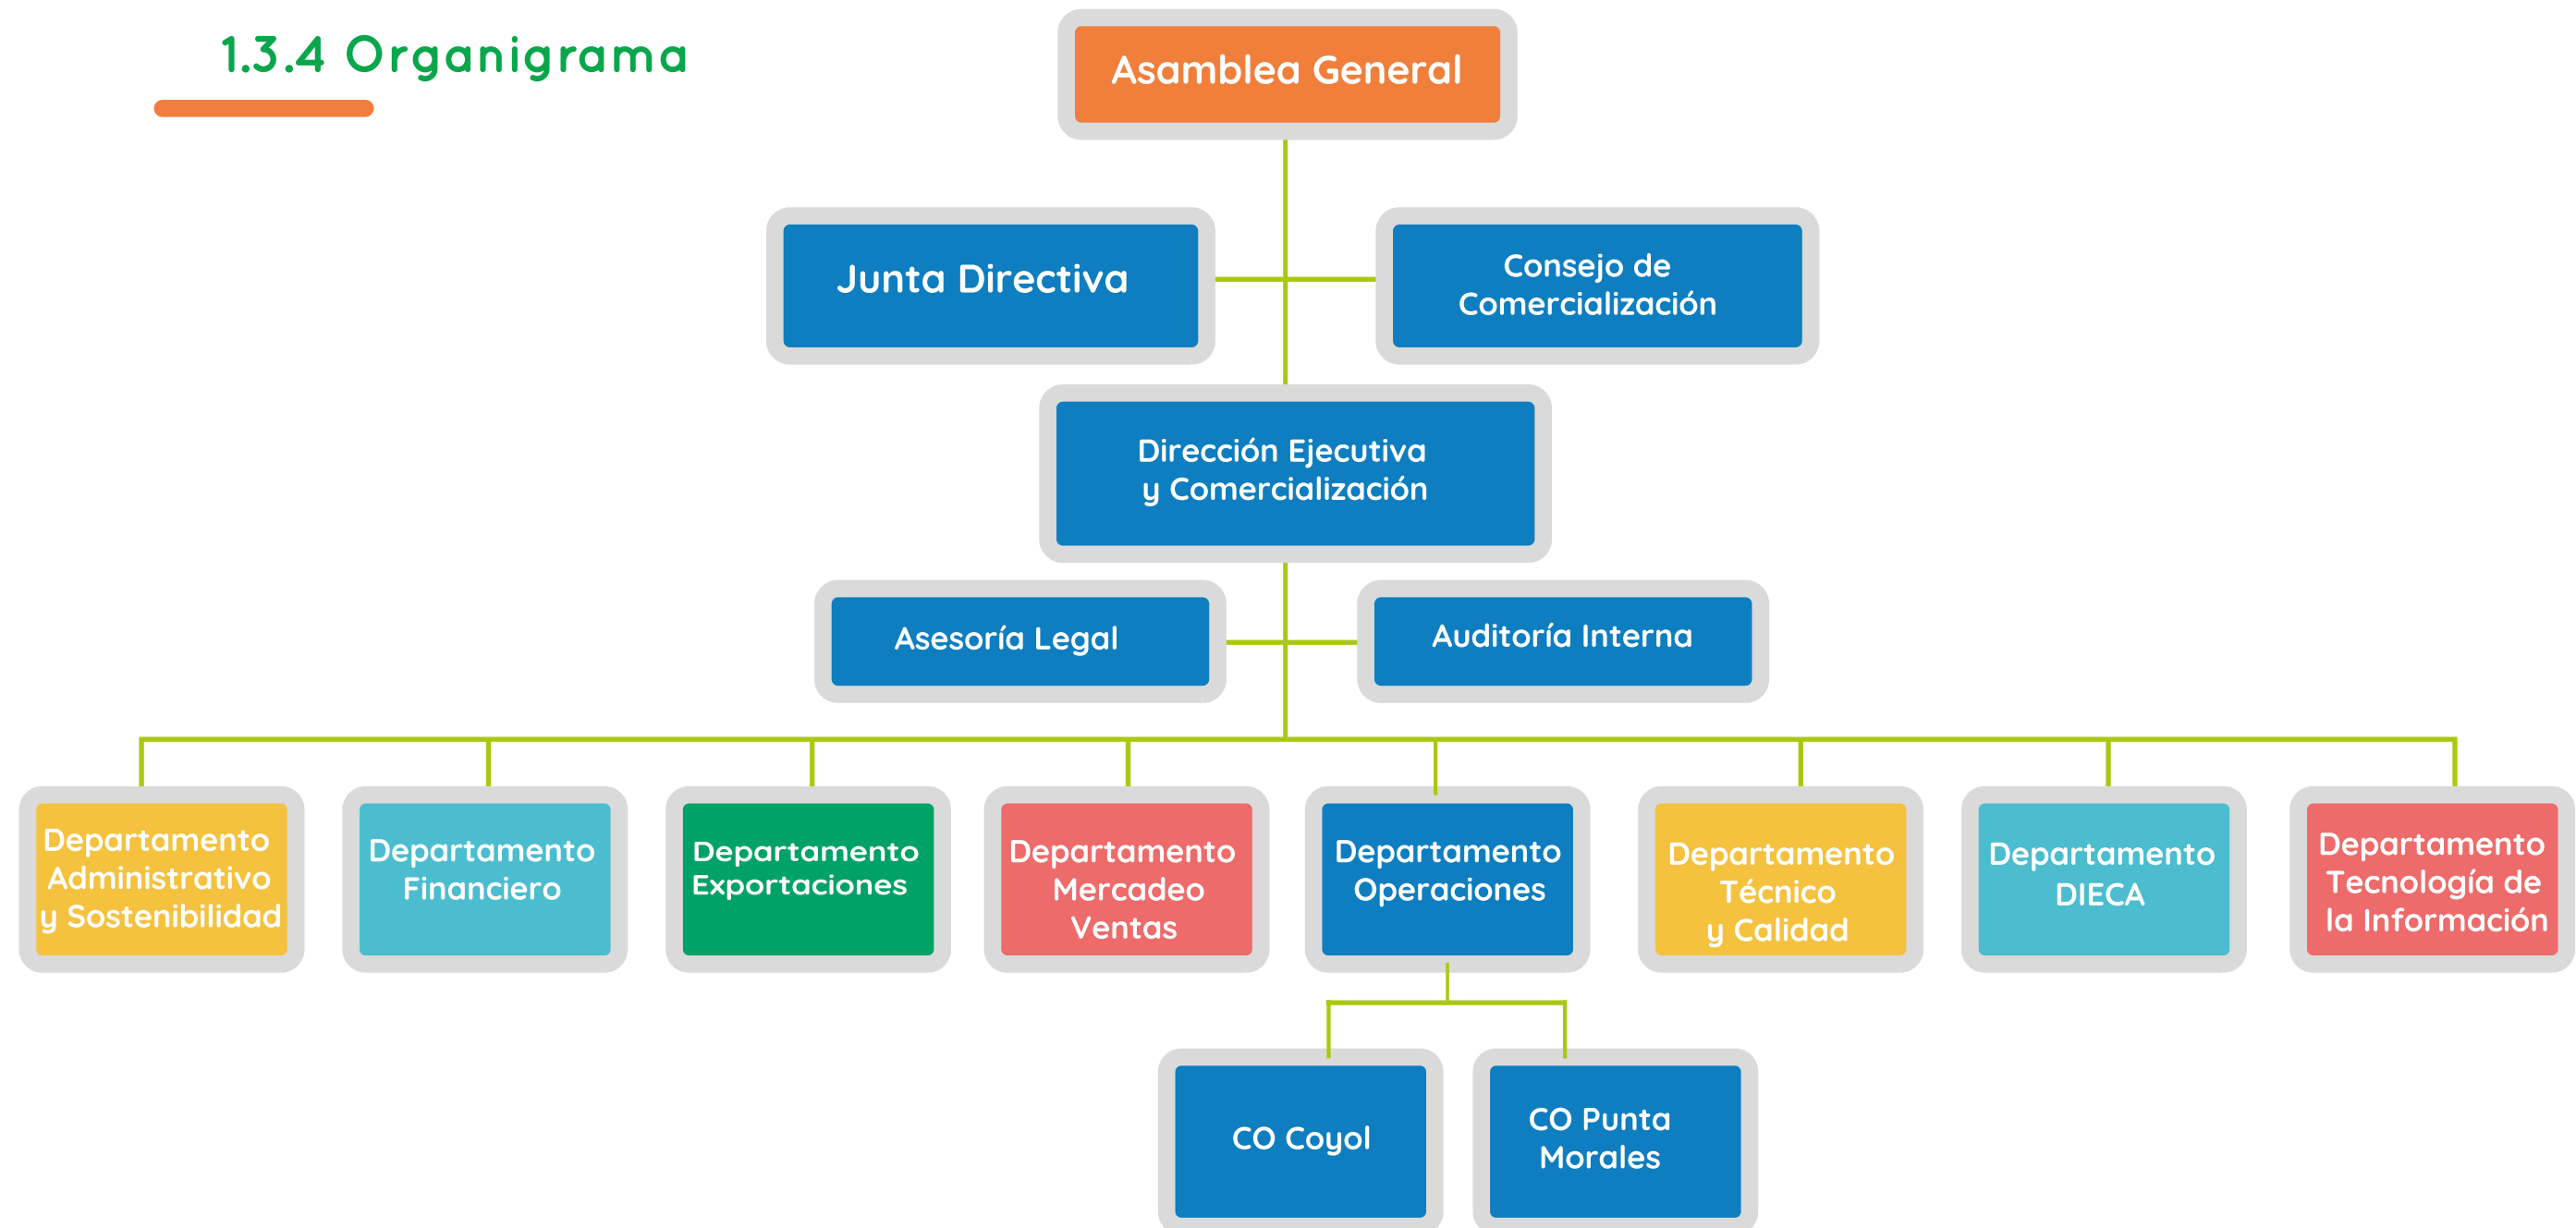 1.3.4 Organigrama
Asamblea General
Junta Directiva
Consejo de
Comercialización
Dirección Ejecutiva
y Comercialización
Asesoría Legal
Auditoría Interna
Departamento
Administrativo
y Sostenibilidad
Departamento
Financiero
Departamento
Exportaciones
Departamento
Mercadeo
Ventas
Departamento
Operaciones
Departamento
Técnico
y Calidad
Departamento
DIECA
Departamento
Tecnología de
la Información
CO Coyol
CO Punta
Morales